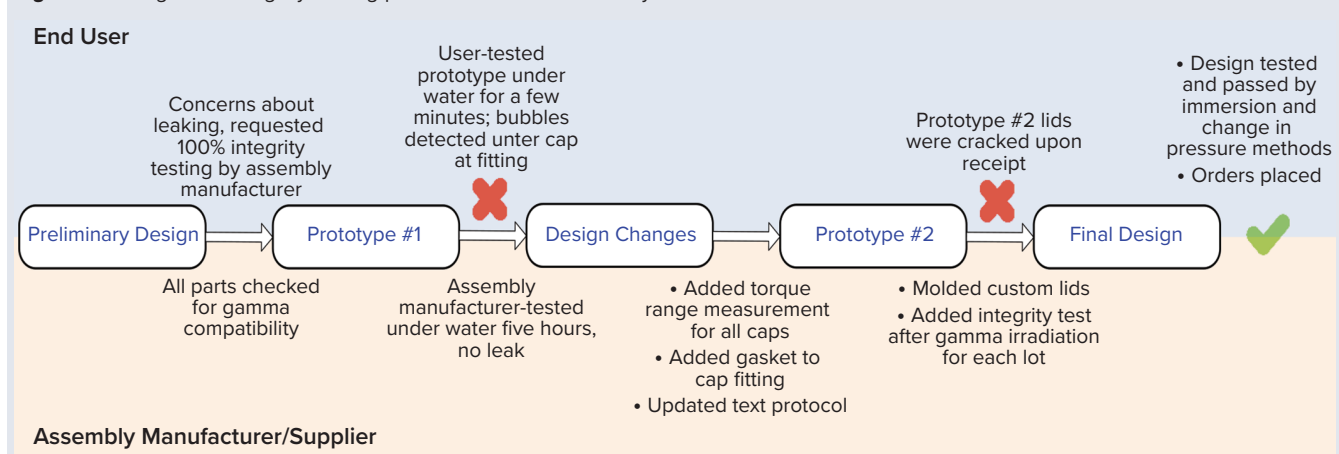 End User
Concerns about
leaking, requested
100% integrity
testing by assembly
manufacturer
User-tested
prototype under
water for a few
minutes; bubbles
detected unter cap
at fitting
Prototype #2 lids
were cracked upon
receipt
• Design tested
and passed by
immersion and
change in
pressure methods
• Orders placed
Preliminary Design
Prototype #1
Design Changes
Prototype #2
Final Design
All parts checked
for gamma
compatibility
Assembly
manufacturer-tested
under water five hours,
no leak
• Added torque
range measurement
for all caps
• Added gasket to
cap fitting
• Updated text protocol
• Molded custom lids
• Added integrity test
after gamma irradiation
for each lot
Assembly Manufacturer/Supplier